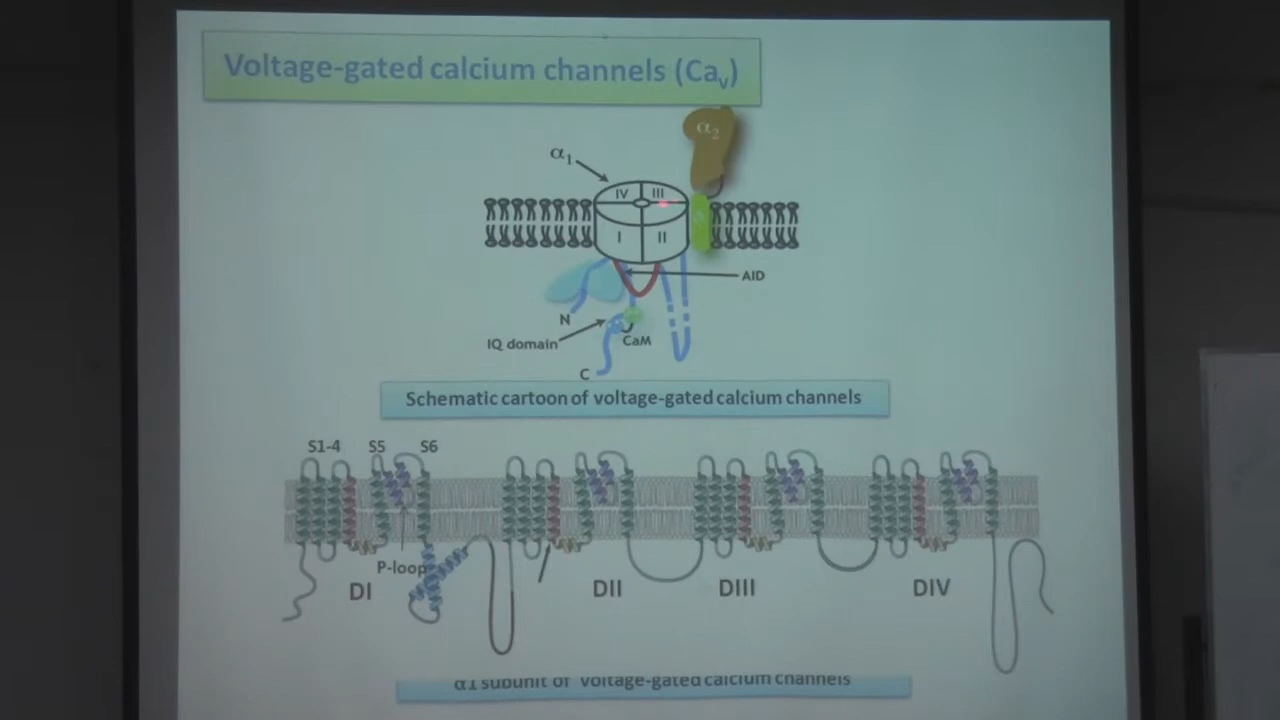 Voltage-gated calcium channels (Caᵥ)
α₂
α₁
IV III
I II
AID
N
IQ domain
CaM
C
Schematic cartoon of voltage-gated calcium channels
S1-4 S5 S6
P-loop
DI DII DIII DIV
α1 subunit of voltage-gated calcium channels